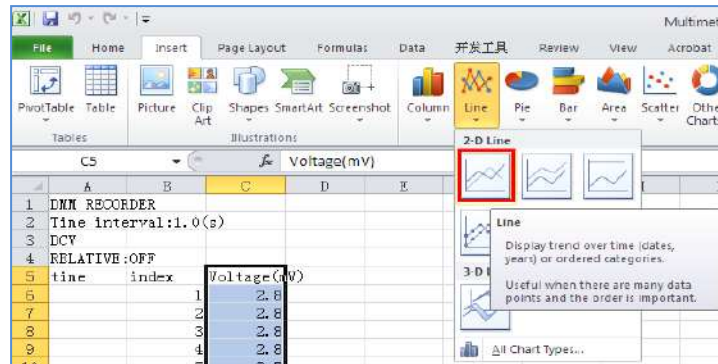 Multimet
File Home Insert Page Layout Formulas Data 开发工具 Review View Acrobat
PivotTable Table Picture Clip Art Shapes SmartArt Screenshot Column Line Pie Bar Area Scatter Othe Chart
Tables Illustrations
2-D Line
C5 fx Voltage(mV)
A B C D E I
1 DMM RECORDER
2 Time interval:1.0(s)
3 DCV
4 RELATIVE:OFF
5 time index Voltage(mV)
6 1 2.8
7 2 2.8
8 3 2.8
9 4 2.8
Line
Display trend over time (dates, years) or ordered categories.
Useful when there are many data points and the order is important.
3-D
All Chart Types...